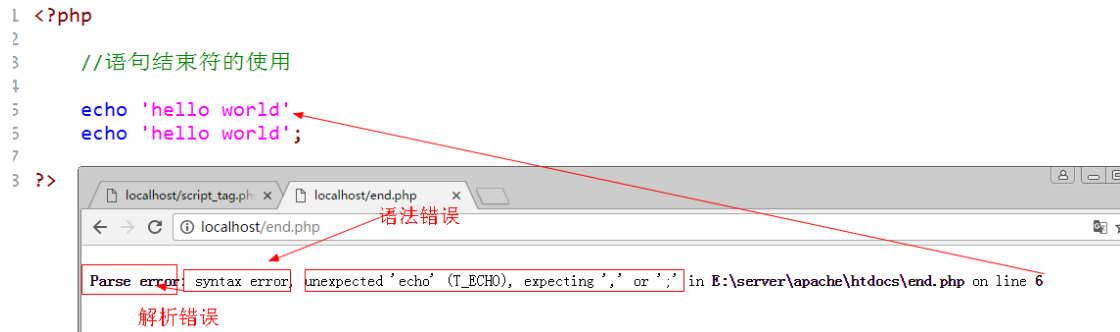 1 <?php
2
3 //语句结束符的使用
4
5 echo 'hello world'
6 echo 'hello world';
7
8 ?>
localhost/script_tag.ph × localhost/end.php ×
语法错误
localhost/end.php
Parse error: syntax error, unexpected 'echo' (T_ECHO), expecting ',' or ';' in E:\server\apache\htdocs\end.php on line 6
解析错误